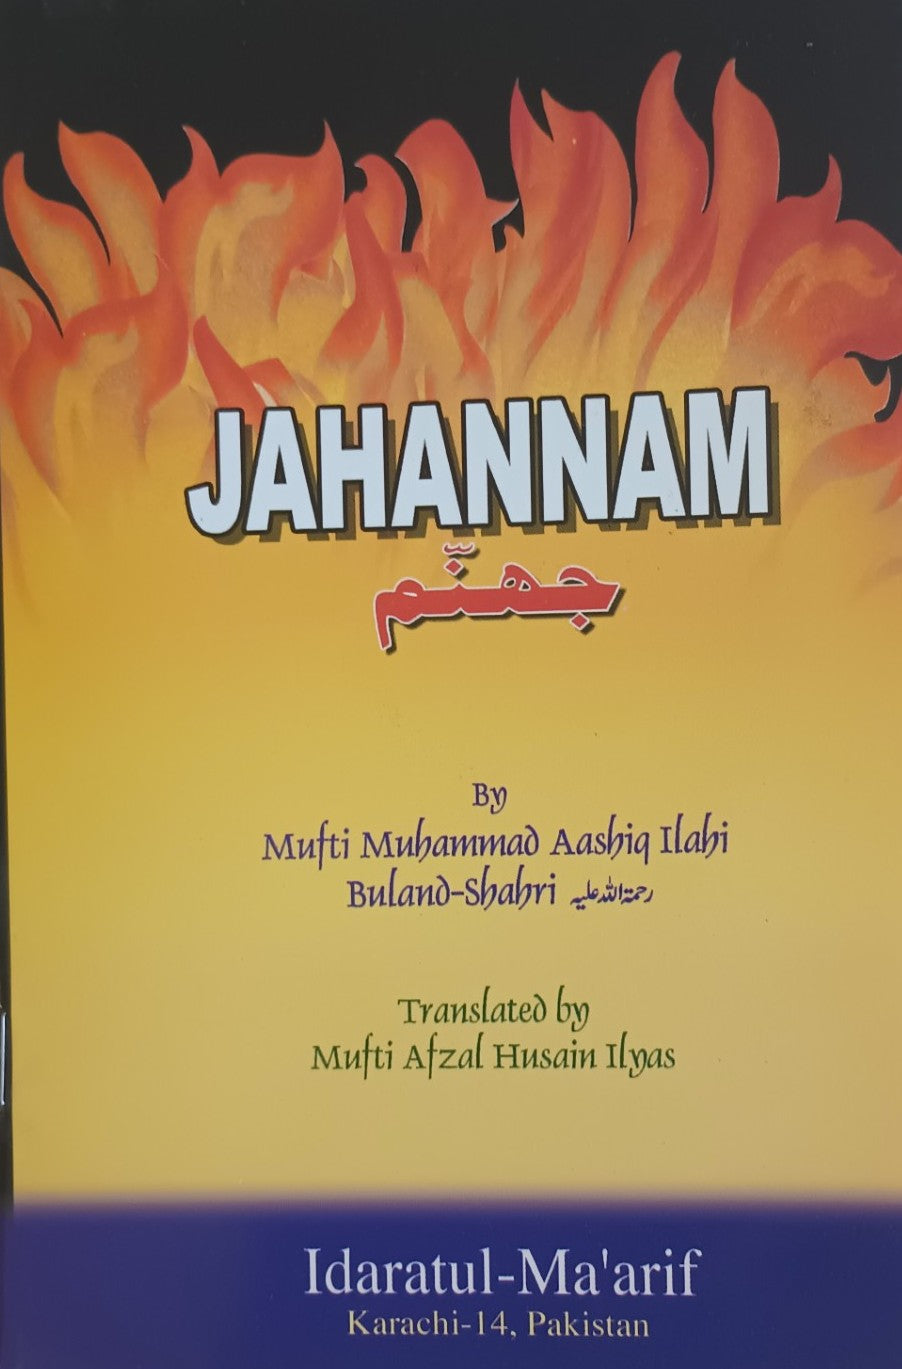 JAHANNAM
جهنّم
By
Mufti Muhammad Aashiq Ilahi
Buland-Shahri رحمۃ اللہ علیہ
Translated by
Mufti Afzal Husain Ilyas
Idaratul-Ma'arif
Karachi-14, Pakistan